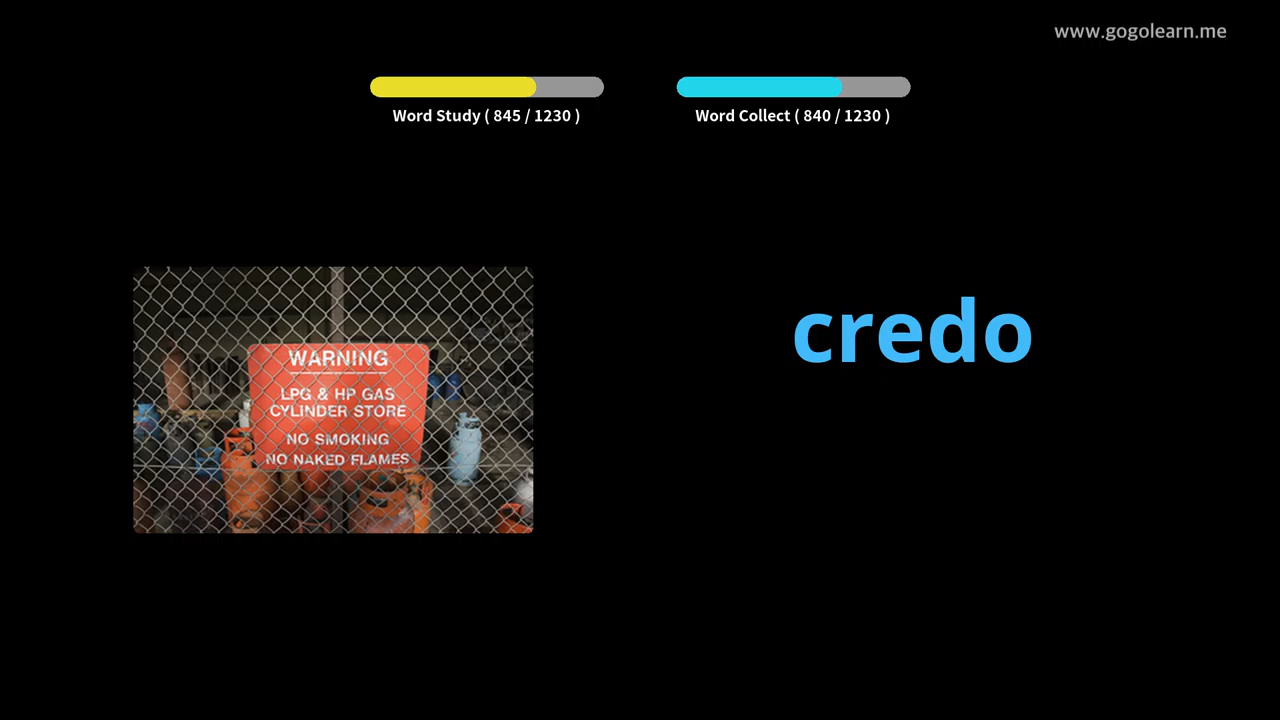 www.gogolearn.me
Word Study ( 845 / 1230 )
Word Collect ( 840 / 1230 )
credo
WARNING
LPG & HP GAS
CYLINDER STORE
NO SMOKING
NO NAKED FLAMES